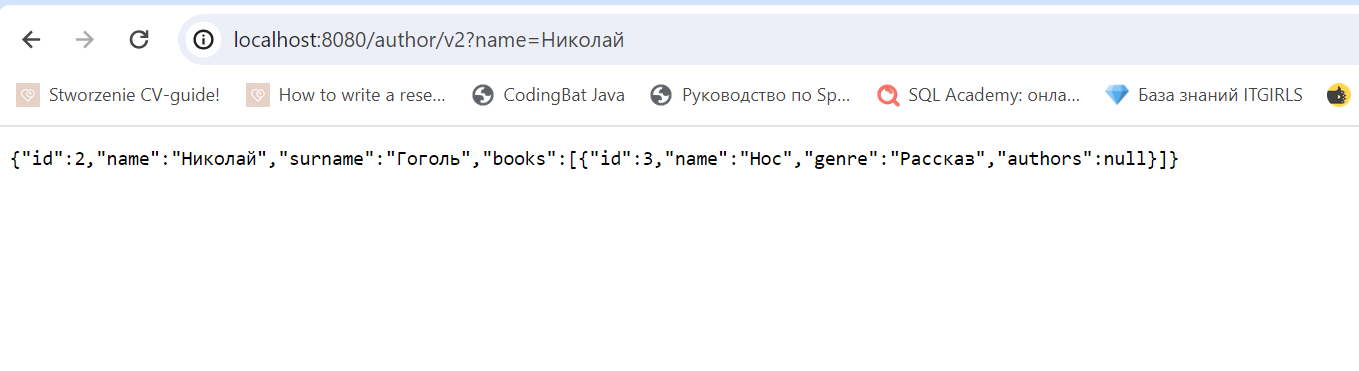 localhost:8080/author/v2?name=Николай
Stworzenie CV-guide! How to write a rese... CodingBat Java Руководство по Sp... SQL Academy: онла... База знаний ITGIRLS
{"id":2,"name":"Николай","surname":"Гоголь","books":[{"id":3,"name":"Нос","genre":"Рассказ","authors":null}]}